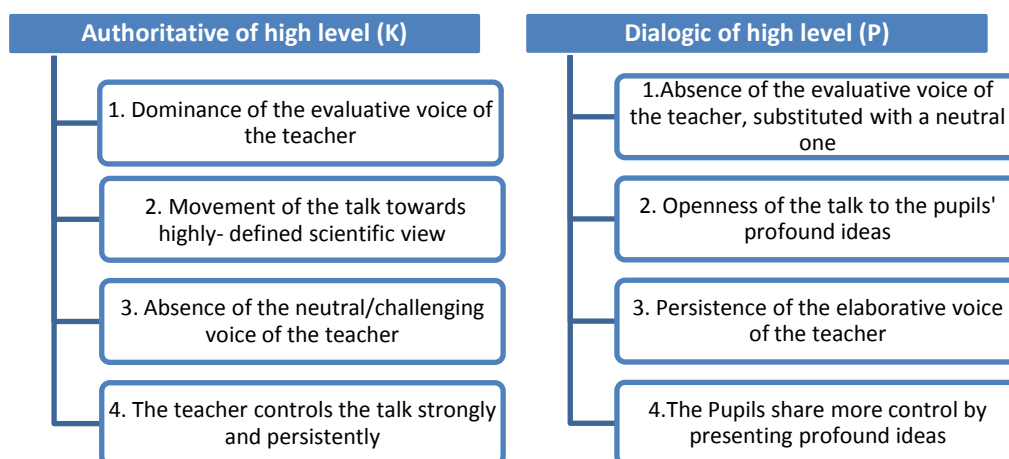 Authoritative of high level (K)
1. Dominance of the evaluative voice of
the teacher
2. Movement of the talk towards
highly- defined scientific view
3. Absence of the neutral/challenging
voice of the teacher
4. The teacher controls the talk strongly
and persistently
Dialogic of high level (P)
1.Absence of the evaluative voice of
the teacher, substituted with a neutral
one
2. Openness of the talk to the pupils'
profound ideas
3. Persistence of the elaborative voice
of the teacher
4.The Pupils share more control by
presenting profound ideas